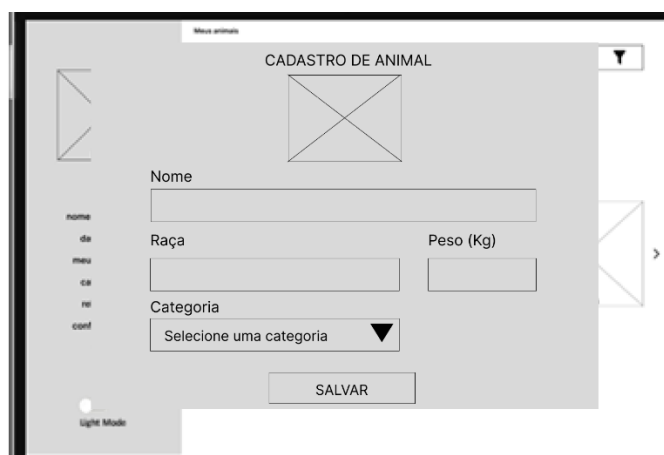 Meus animais
CADASTRO DE ANIMAL
Nome
nome
Raça
Peso (Kg)
da
meu
ca
Categoria
rel
conf
Selecione uma categoria
SALVAR
Light Mode